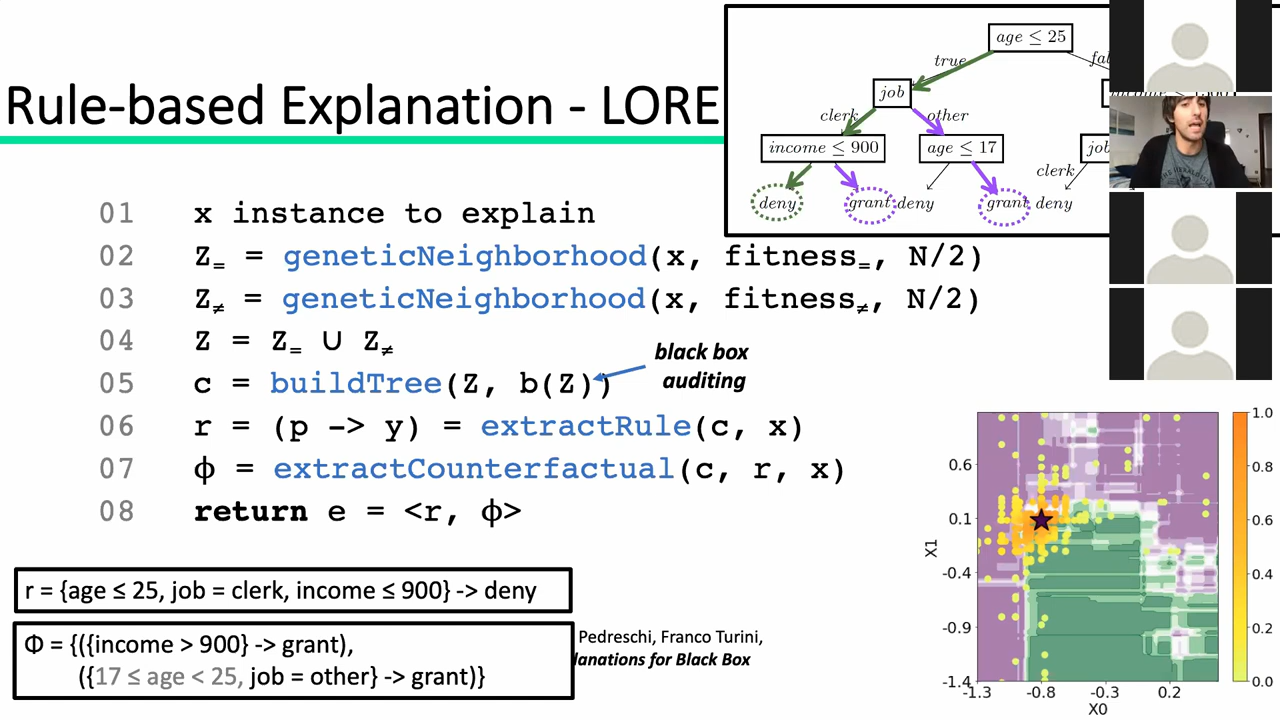 Rule-based Explanation - LORE
age ≤ 25
true
job
clerk
other
income ≤ 900
age ≤ 17
job
clerk
deny
grant
deny
grant
deny
01 x instance to explain
02 Z₌ = geneticNeighborhood(x, fitness₌, N/2)
03 Z≠ = geneticNeighborhood(x, fitness≠, N/2)
04 Z = Z₌ ∪ Z≠
black box
auditing
05 c = buildTree(Z, b(Z))
06 r = (p -> y) = extractRule(c, x)
07 ϕ = extractCounterfactual(c, r, x)
08 return e = <r, ϕ>
r = {age ≤ 25, job = clerk, income ≤ 900} -> deny
Φ = {({income > 900} -> grant),
({17 ≤ age < 25, job = other} -> grant)}
Pedreschi, Franco Turini,
lanations for Black Box
0.6
0.1
-0.4
-0.9
-1.4
X1
-1.3 -0.8 -0.3 0.2
X0
1.0
0.8
0.6
0.4
0.2
0.0